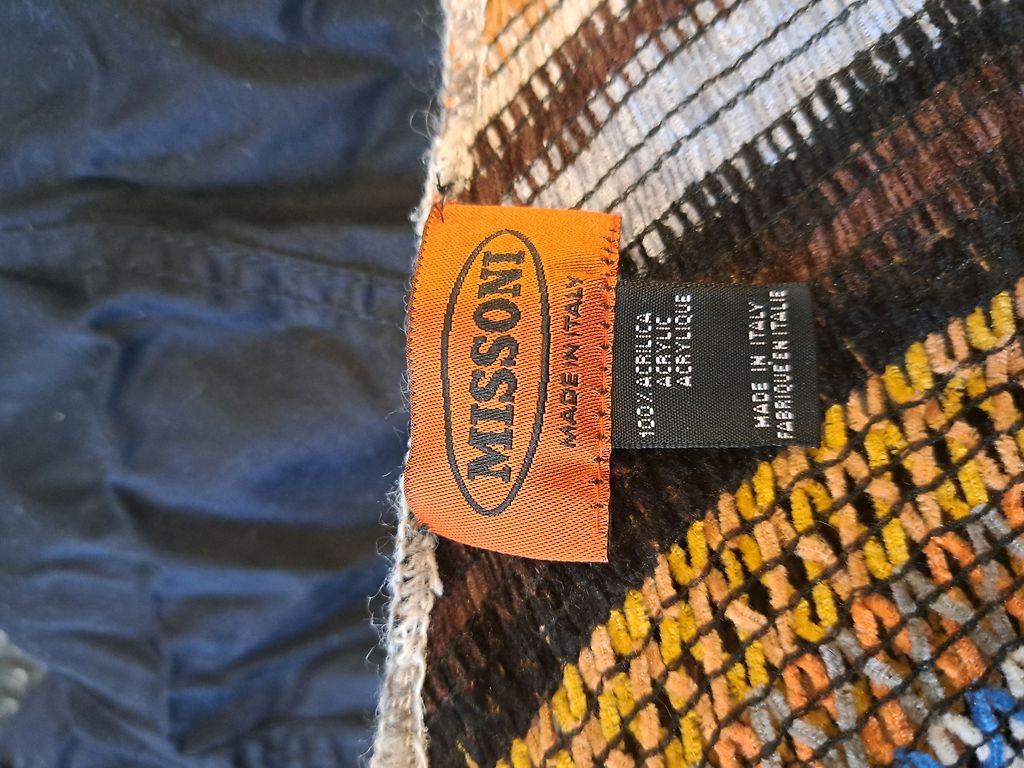 MISSONI
MADE IN ITALY
100% ACRILICA
ACRYLIC
ACRYLIQUE
MADE IN ITALY
FABRIQUE EN ITALIE